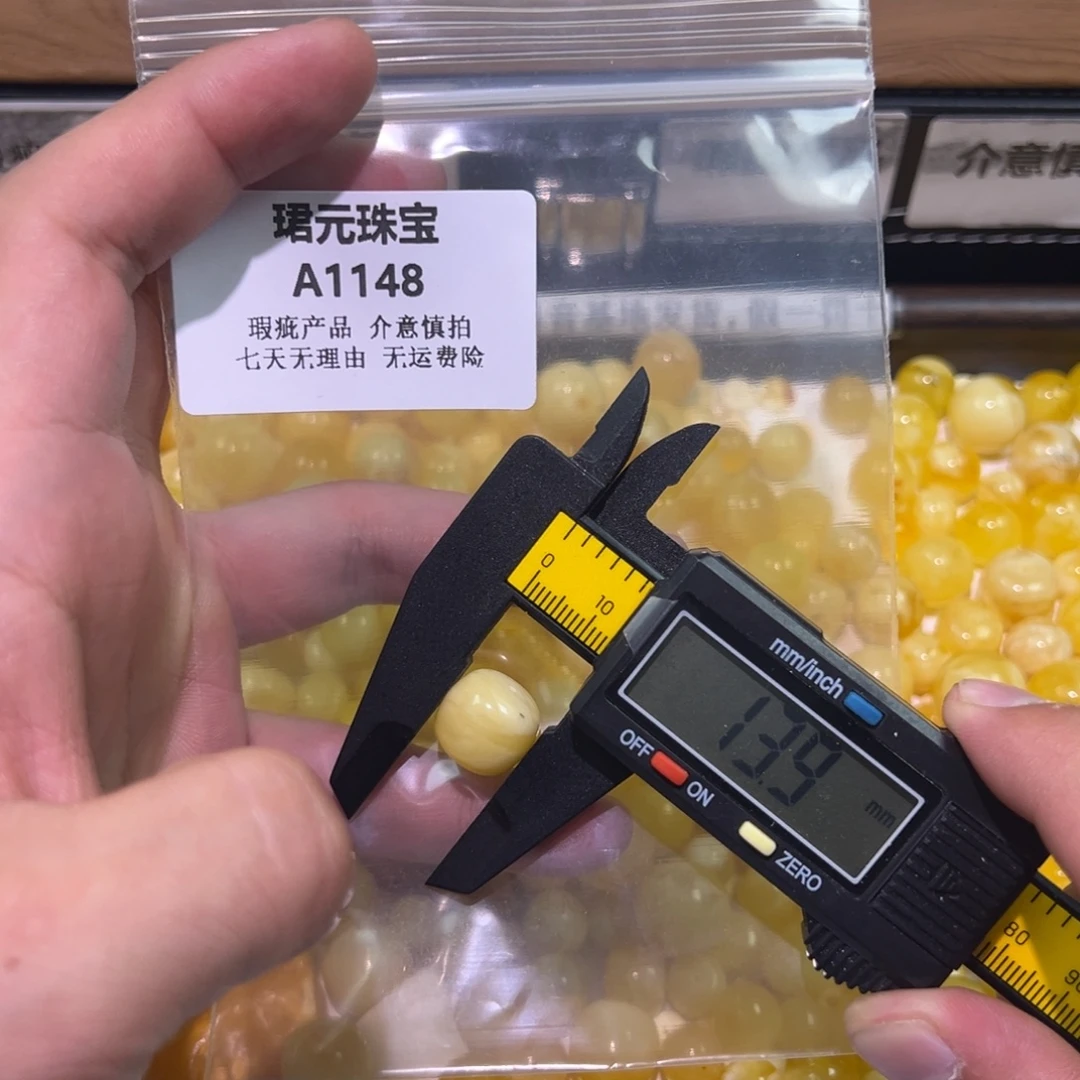 珺元珠宝
A1148
瑕疵产品 介意慎拍
七天无理由 无运费险
介意慎
0
10
mm/inch
OFF
ON
13.9
mm
ZERO
80
90